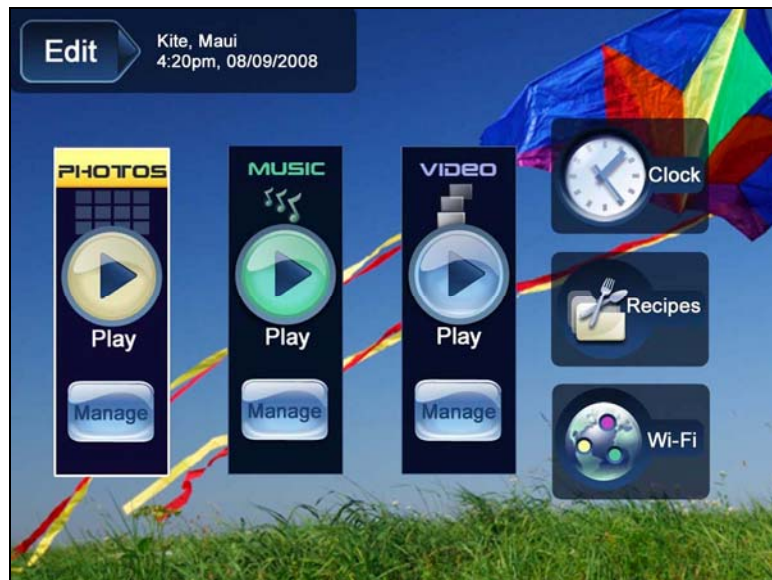 Edit
Kite, Maui
4:20pm, 08/09/2008
PHOTOS
Play
Manage
MUSIC
Play
Manage
VIDEO
Play
Manage
Clock
Recipes
Wi-Fi